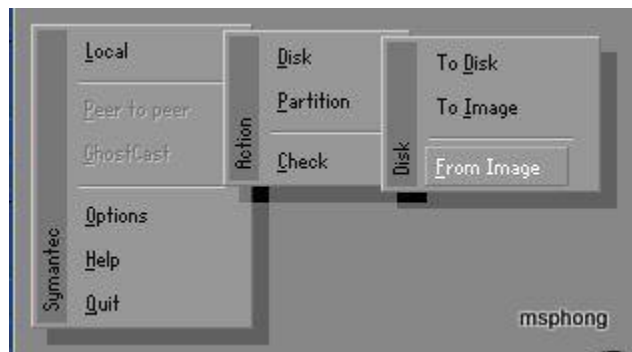 Symantec
Local
Peer to peer
GhostCast
Options
Help
Quit
Action
Disk
Partition
Check
Disk
To Disk
To Image
From Image
msphong